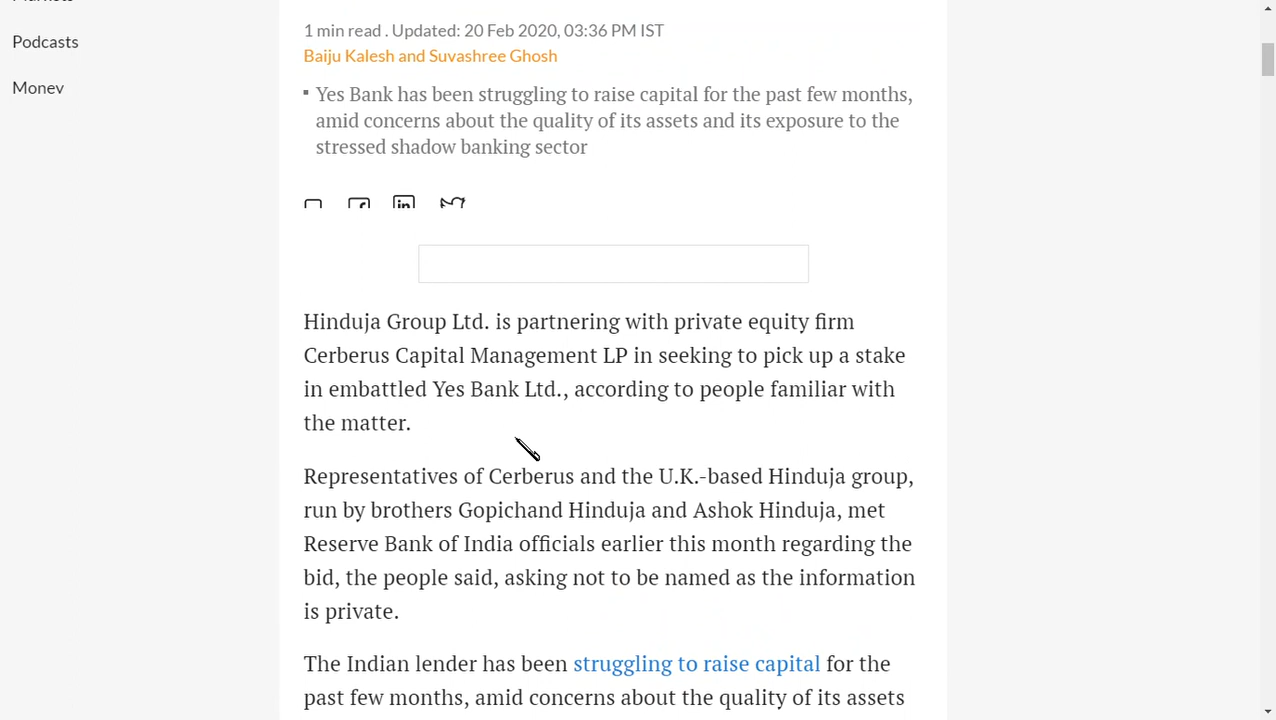 Podcasts
1 min read . Updated: 20 Feb 2020, 03:36 PM IST
Baiju Kalesh and Suvashree Ghosh
Yes Bank has been struggling to raise capital for the past few months,
amid concerns about the quality of its assets and its exposure to the
stressed shadow banking sector
Monev
Hinduja Group Ltd. is partnering with private equity firm
Cerberus Capital Management LP in seeking to pick up a stake
in embattled Yes Bank Ltd., according to people familiar with
the matter.
Representatives of Cerberus and the U.K.-based Hinduja group,
run by brothers Gopichand Hinduja and Ashok Hinduja, met
Reserve Bank of India officials earlier this month regarding the
bid, the people said, asking not to be named as the information
is private.
The Indian lender has been struggling to raise capital for the
past few months, amid concerns about the quality of its assets